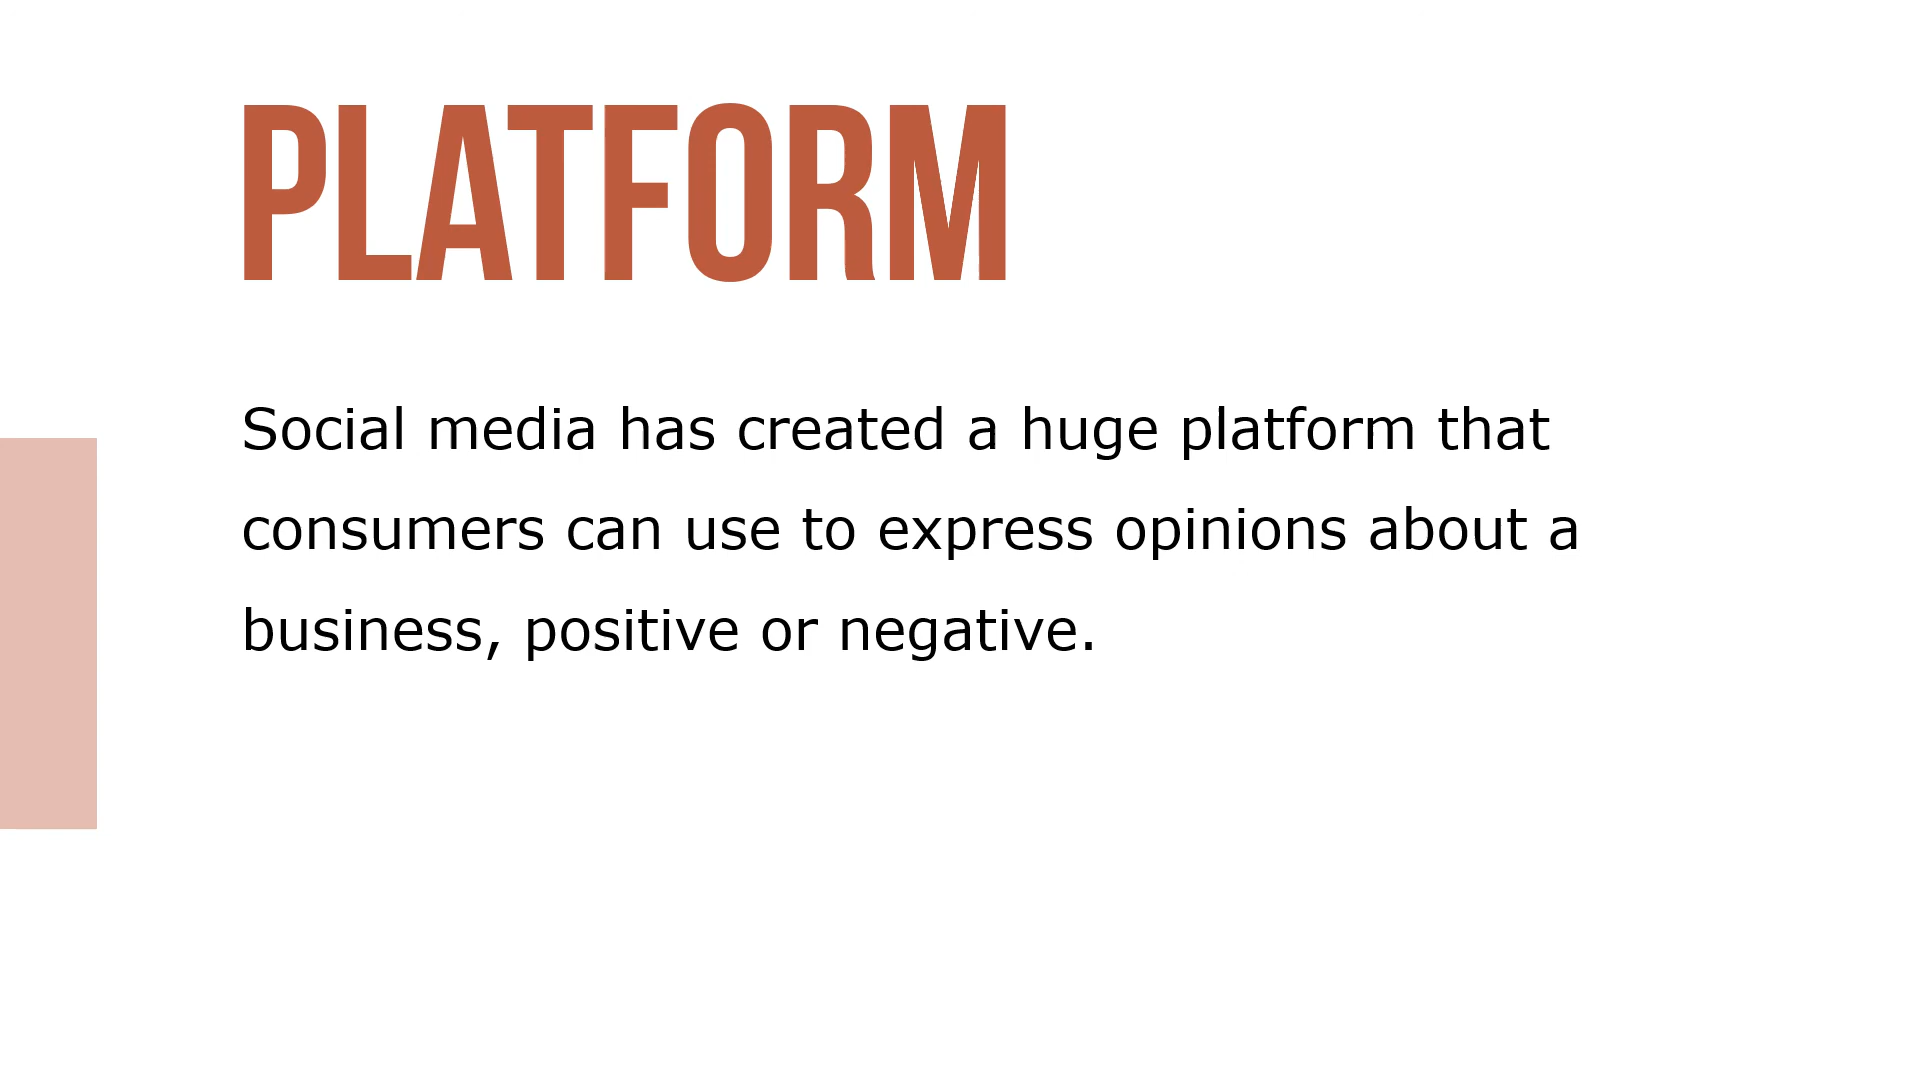 PLATFORM
Social media has created a huge platform that
consumers can use to express opinions about a
business, positive or negative.